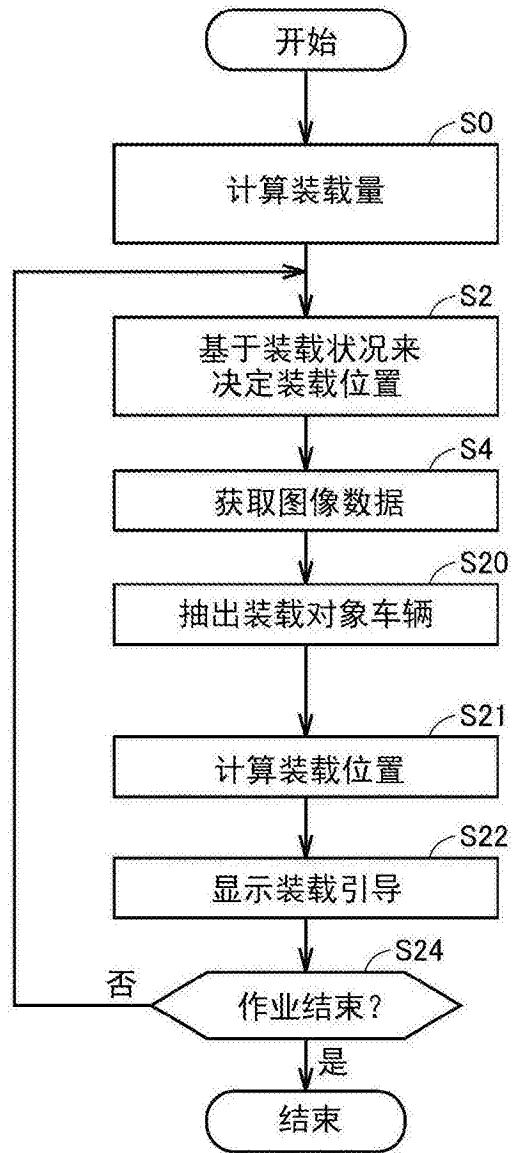 开始
S0
计算装载量
S2
基于装载状况来
决定装载位置
S4
获取图像数据
S20
抽出装载对象车辆
S21
计算装载位置
S22
显示装载引导
S24
否
作业结束?
是
结束